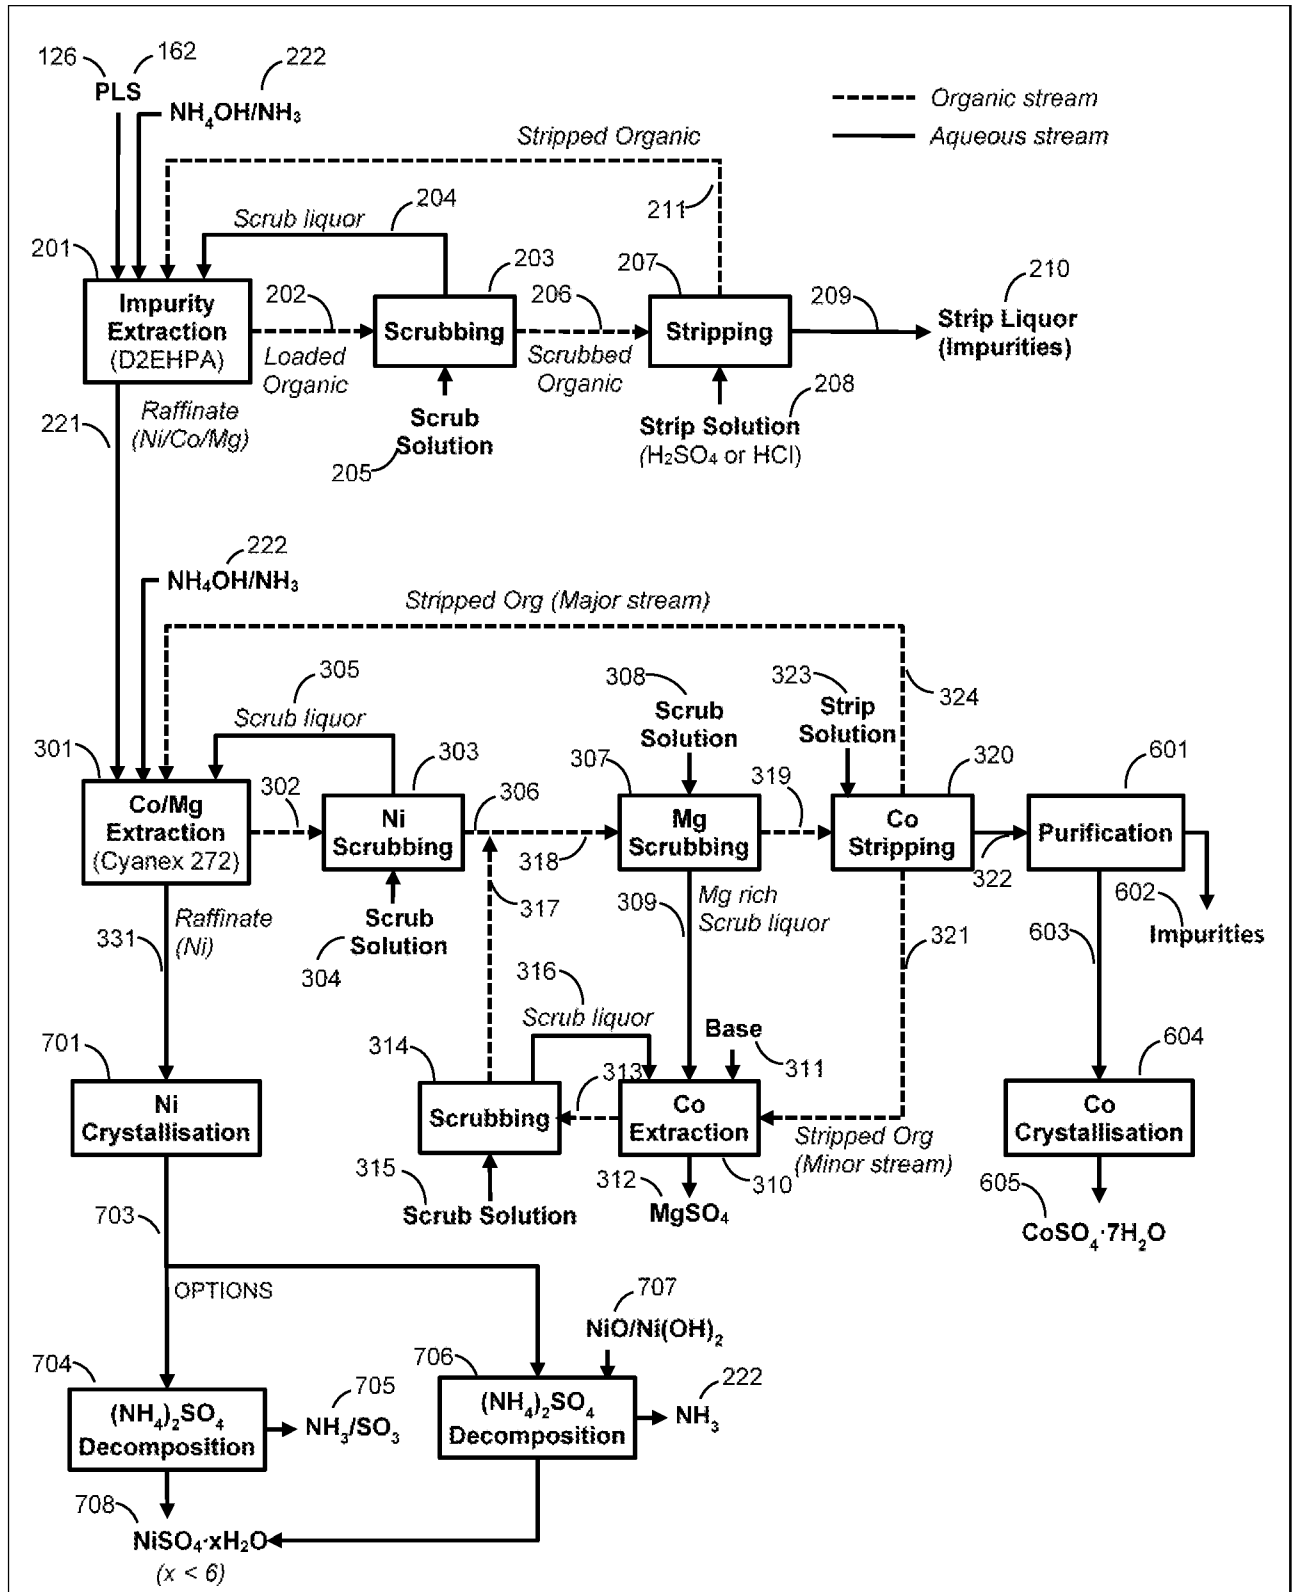 126
162
PLS
222
NH₄OH/NH₃
Organic stream
Aqueous stream
Stripped Organic
211
204
Scrub liquor
201
203
207
210
Impurity
Extraction
(D2EHPA)
202
Loaded
Organic
Scrubbing
206
Scrubbed
Organic
Stripping
209
Strip Liquor
(Impurities)
208
Scrub
Solution
205
Strip Solution
(H₂SO₄ or HCl)
Raffinate
(Ni/Co/Mg)
221
222
NH₄OH/NH₃
Stripped Org (Major stream)
324
305
Scrub liquor
308
Scrub
Solution
323
Strip
Solution
301
303
307
320
601
Co/Mg
Extraction
(Cyanex 272)
302
Ni
Scrubbing
306
318
Mg
Scrubbing
319
Co
Stripping
322
Purification
602
Impurities
317
Scrub
Solution
304
Raffinate
(Ni)
331
309
Mg rich
Scrub liquor
321
603
316
Scrub liquor
Base
311
701
314
313
604
Ni
Crystallisation
Scrubbing
Co
Extraction
Stripped Org
(Minor stream)
Co
Crystallisation
315
Scrub Solution
312
MgSO₄
310
605
CoSO₄·7H₂O
703
OPTIONS
707
NiO/Ni(OH)₂
704
705
706
222
(NH₄)₂SO₄
Decomposition
NH₃/SO₃
(NH₄)₂SO₄
Decomposition
NH₃
708
NiSO₄·xH₂O
(x < 6)